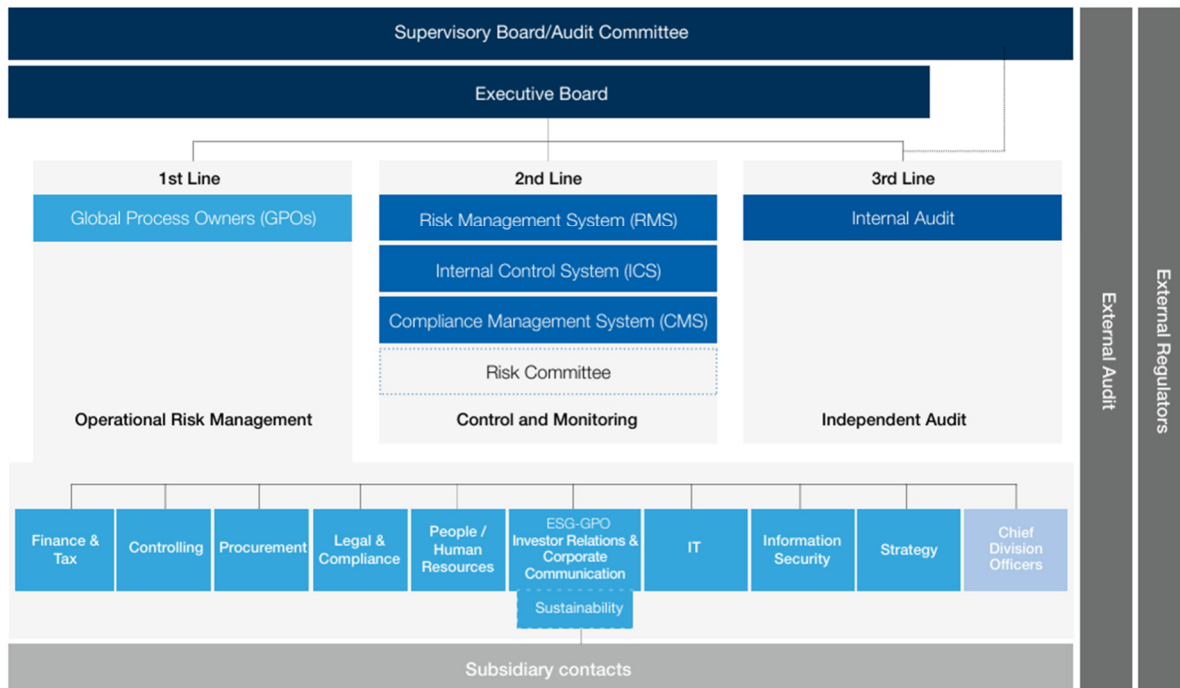 Supervisory Board/Audit Committee
Executive Board
1st Line
Global Process Owners (GPOs)
Operational Risk Management
2nd Line
Risk Management System (RMS)
Internal Control System (ICS)
Compliance Management System (CMS)
Risk Committee
Control and Monitoring
3rd Line
Internal Audit
Independent Audit
Finance &
Tax
Controlling
Procurement
Legal &
Compliance
People /
Human
Resources
ESG-GPO
Investor Relations &
Corporate
Communication
Sustainability
IT
Information
Security
Strategy
Chief
Division
Officers
Subsidiary contacts
External Audit
External Regulators